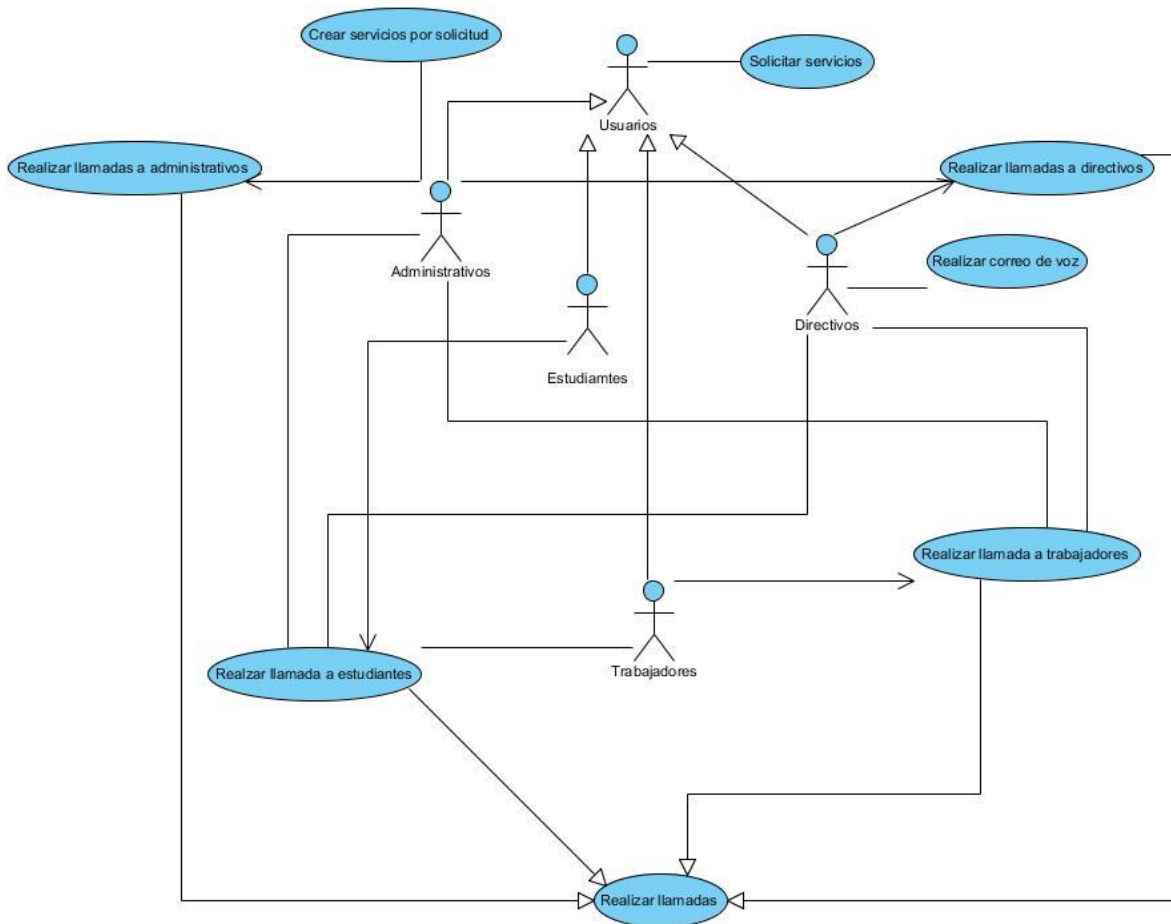 Crear servicios por solicitud
Solicitar servicios
Usuarios
Realizar llamadas a administrativos
Realizar llamadas a directivos
Administrativos
Realizar correo de voz
Directivos
Estudiamtes
Realizar llamada a trabajadores
Realzar llamada a estudiantes
Trabajadores
Realizar llamadas